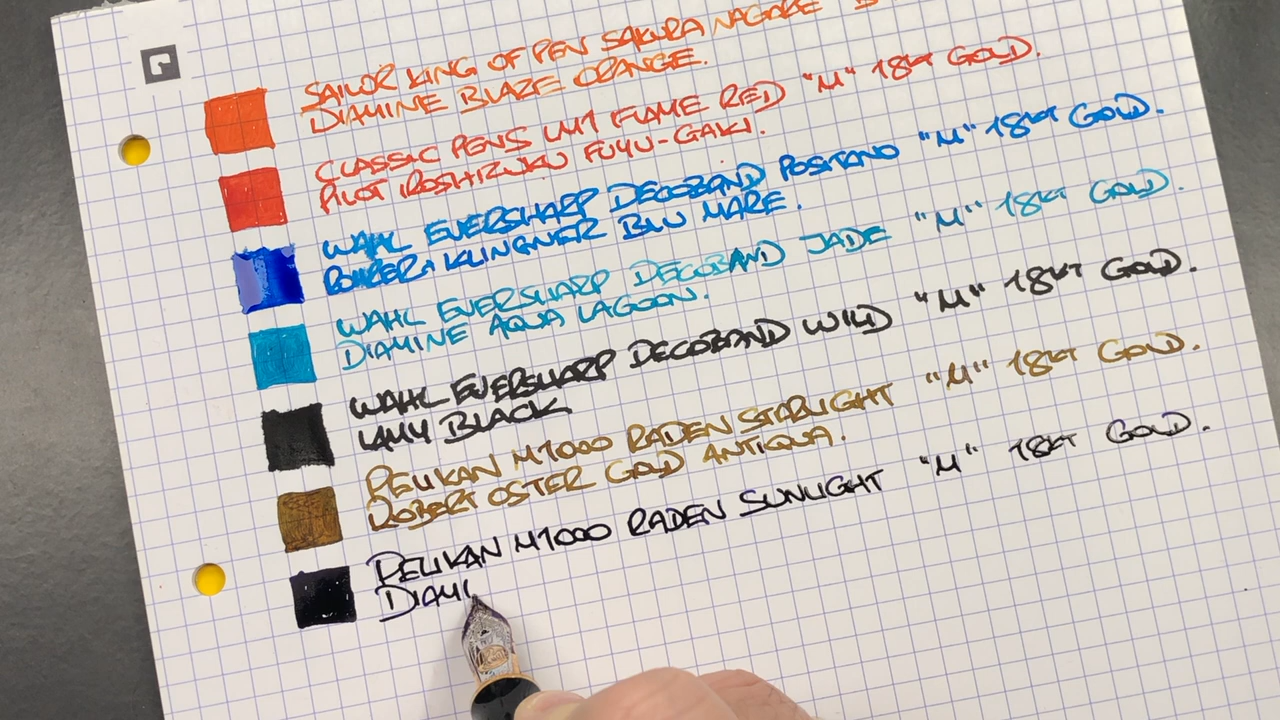 SAILOR KING OF PEN SAKURA NAGARE "B
DIAMINE BLAZE ORANGE.
CLASSIC PENS LM1 FLAME RED "M" 18KT GOLD.
PILOT IROSHIZUKU FUYU-GAKI.
WAHL EVERSHARP DECOBAND POSITANO "M" 18KT GOLD.
ROHRER & KLINGNER BLU MARE.
WAHL EVERSHARP DECOBAND JADE "M" 18KT GOLD.
DIAMINE AQUA LAGOON.
WAHL EVERSHARP DECOBAND WILD "M" 18KT GOLD.
LAMY BLACK
PELIKAN M1000 RADEN STARLIGHT "M" 18KT GOLD.
ROBERT OSTER GOLD ANTIQUA.
PELIKAN M1000 RADEN SUNLIGHT "M" 18KT GOLD.
DIAMI